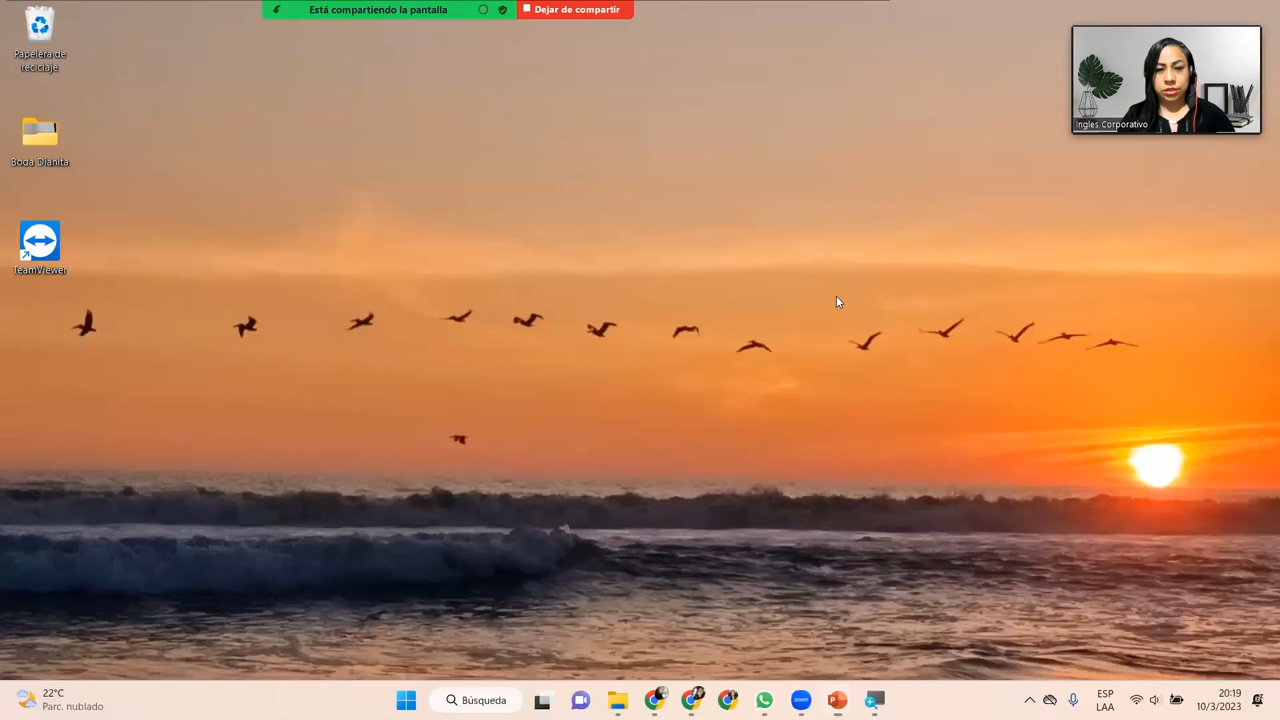 Está compartiendo la pantalla
Dejar de compartir
Papelera de
reciclaje
Boda Dianita
TeamViewer
Ingles Corporativo
22°C
Parc. nublado
Búsqueda
zoom
ESP
LAA
20:19
10/3/2023